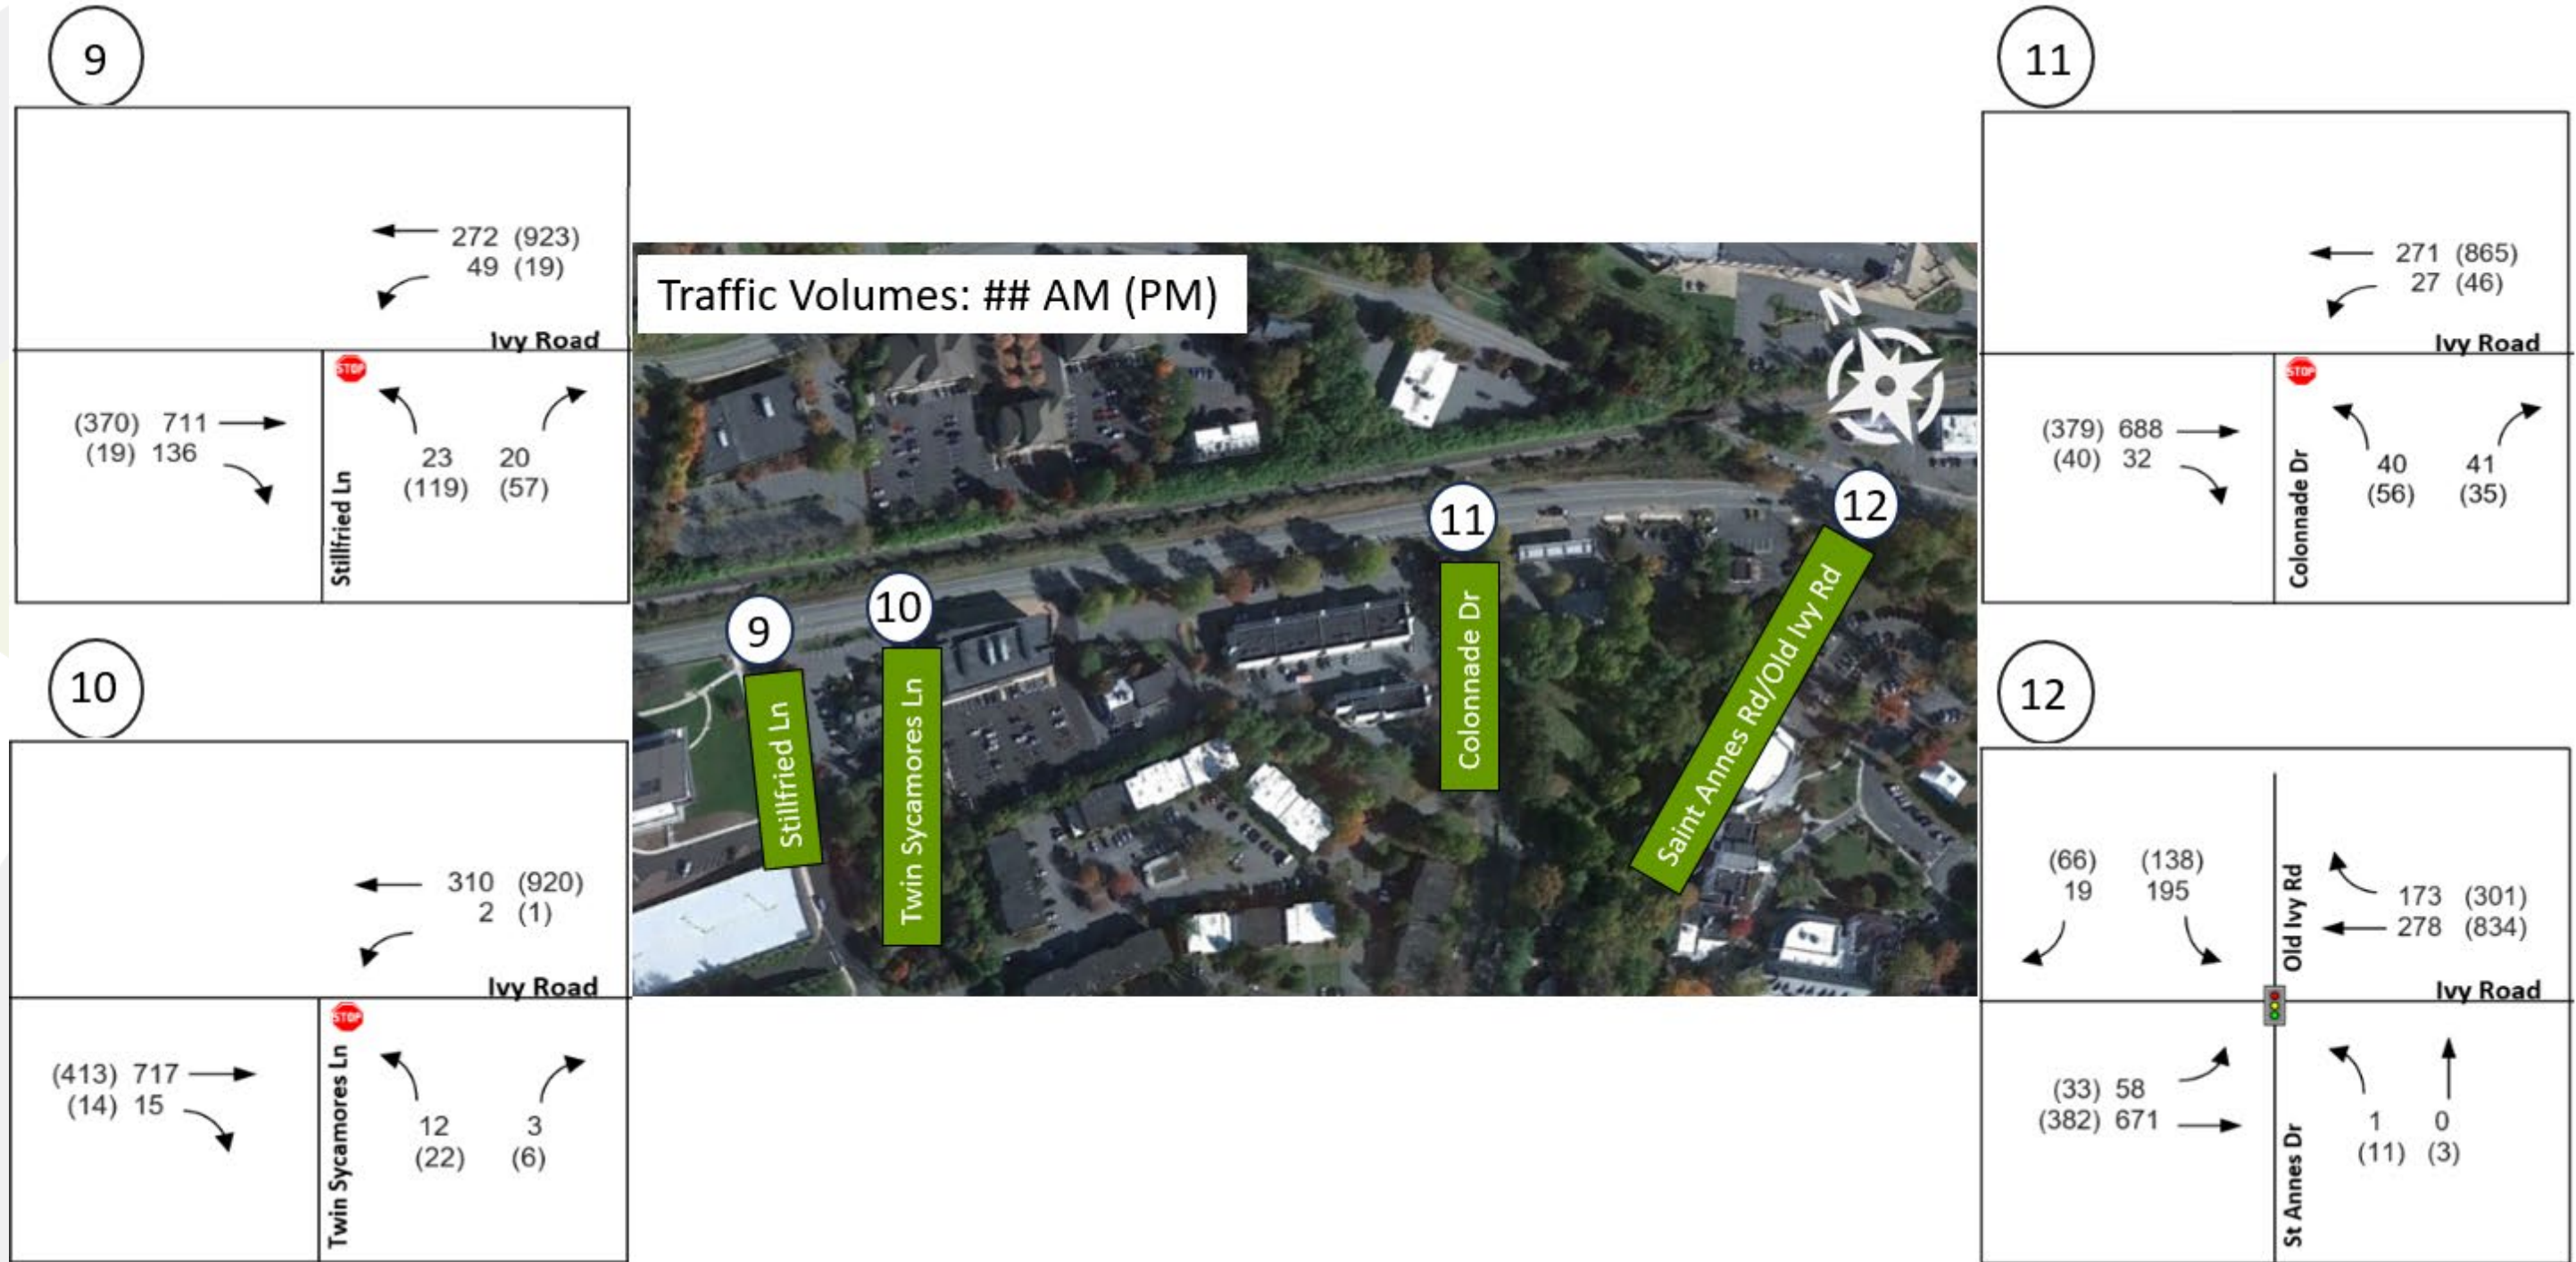 9
272 (923)
49 (19)
Ivy Road
STOP
(370) 711
(19) 136
Stillfried Ln
23 20
(119) (57)
10
310 (920)
2 (1)
Ivy Road
STOP
(413) 717
(14) 15
Twin Sycamores Ln
12 3
(22) (6)
Traffic Volumes: ## AM (PM)
N
9
10
11
12
Stillfried Ln
Twin Sycamores Ln
Colonnade Dr
Saint Annes Rd/Old Ivy Rd
11
271 (865)
27 (46)
Ivy Road
STOP
(379) 688
(40) 32
Colonnade Dr
40 41
(56) (35)
12
(66) (138)
19 195
Old Ivy Rd
173 (301)
278 (834)
Ivy Road
(33) 58
(382) 671
St Annes Dr
1 0
(11) (3)